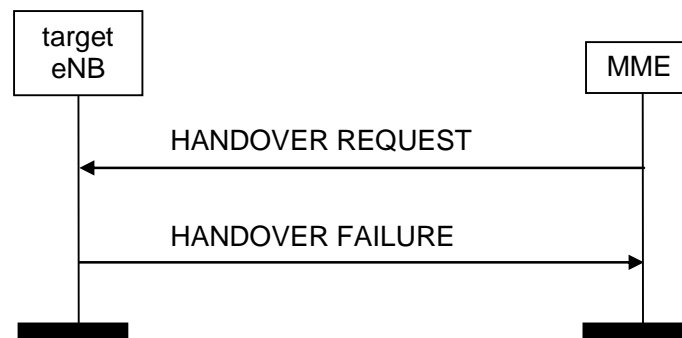 target
eNB
MME
HANDOVER REQUEST
HANDOVER FAILURE